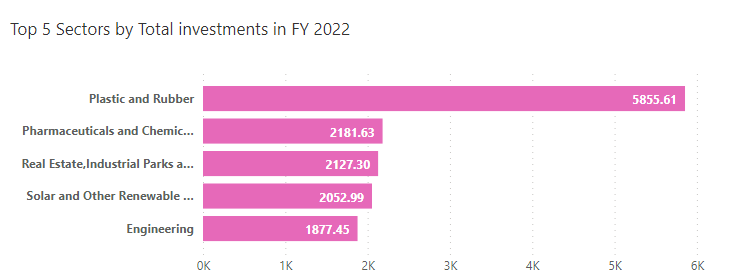 Top 5 Sectors by Total investments in FY 2022
Plastic and Rubber 5855.61
Pharmaceuticals and Chemic... 2181.63
Real Estate,Industrial Parks a... 2127.30
Solar and Other Renewable ... 2052.99
Engineering 1877.45
0K 1K 2K 3K 4K 5K 6K